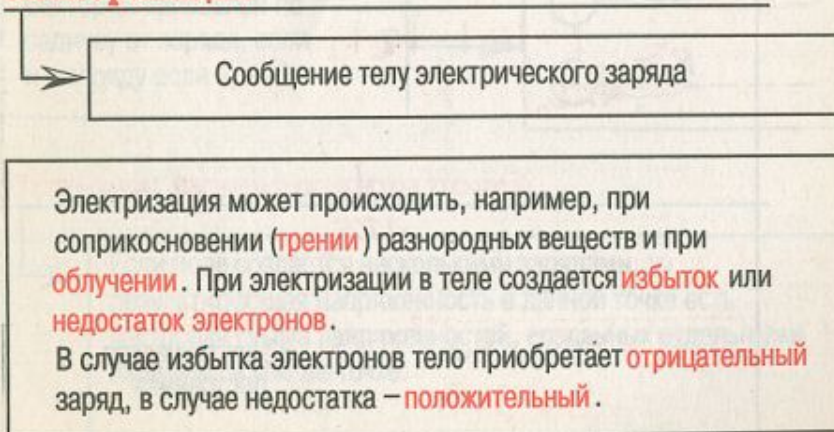 Сообщение телу электрического заряда
Электризация может происходить, например, при
соприкосновении (трении) разнородных веществ и при
облучении. При электризации в теле создается избыток или
недостаток электронов.
В случае избытка электронов тело приобретает отрицательный
заряд, в случае недостатка – положительный.